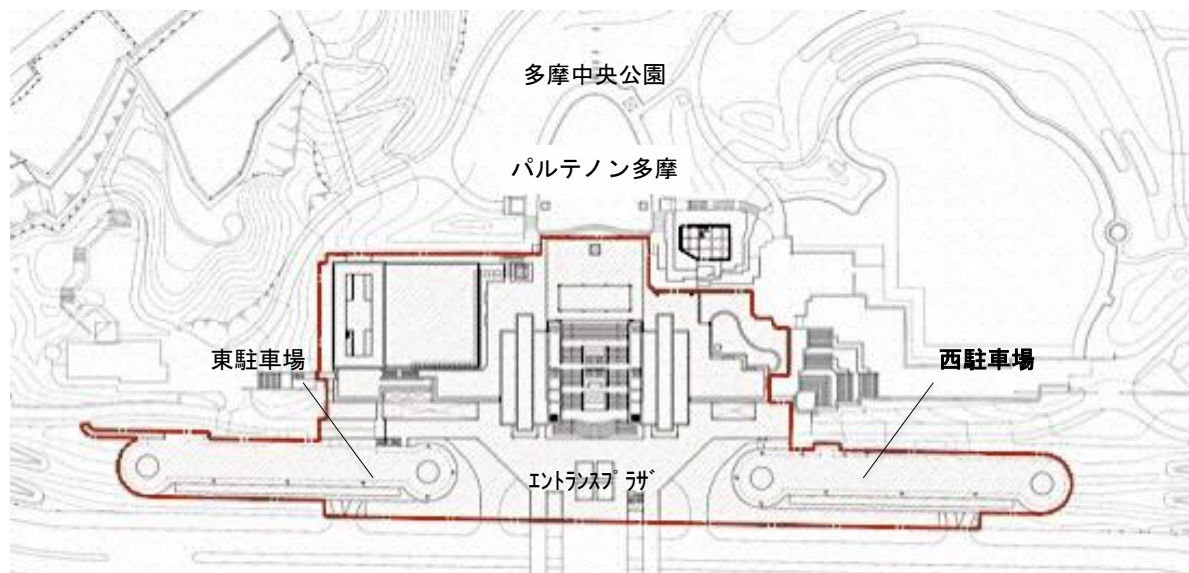 多摩中央公園
パルテノン多摩
東駐車場
西駐車場
ｴﾝﾄﾗﾝｽﾌﾟﾗｻﾞ